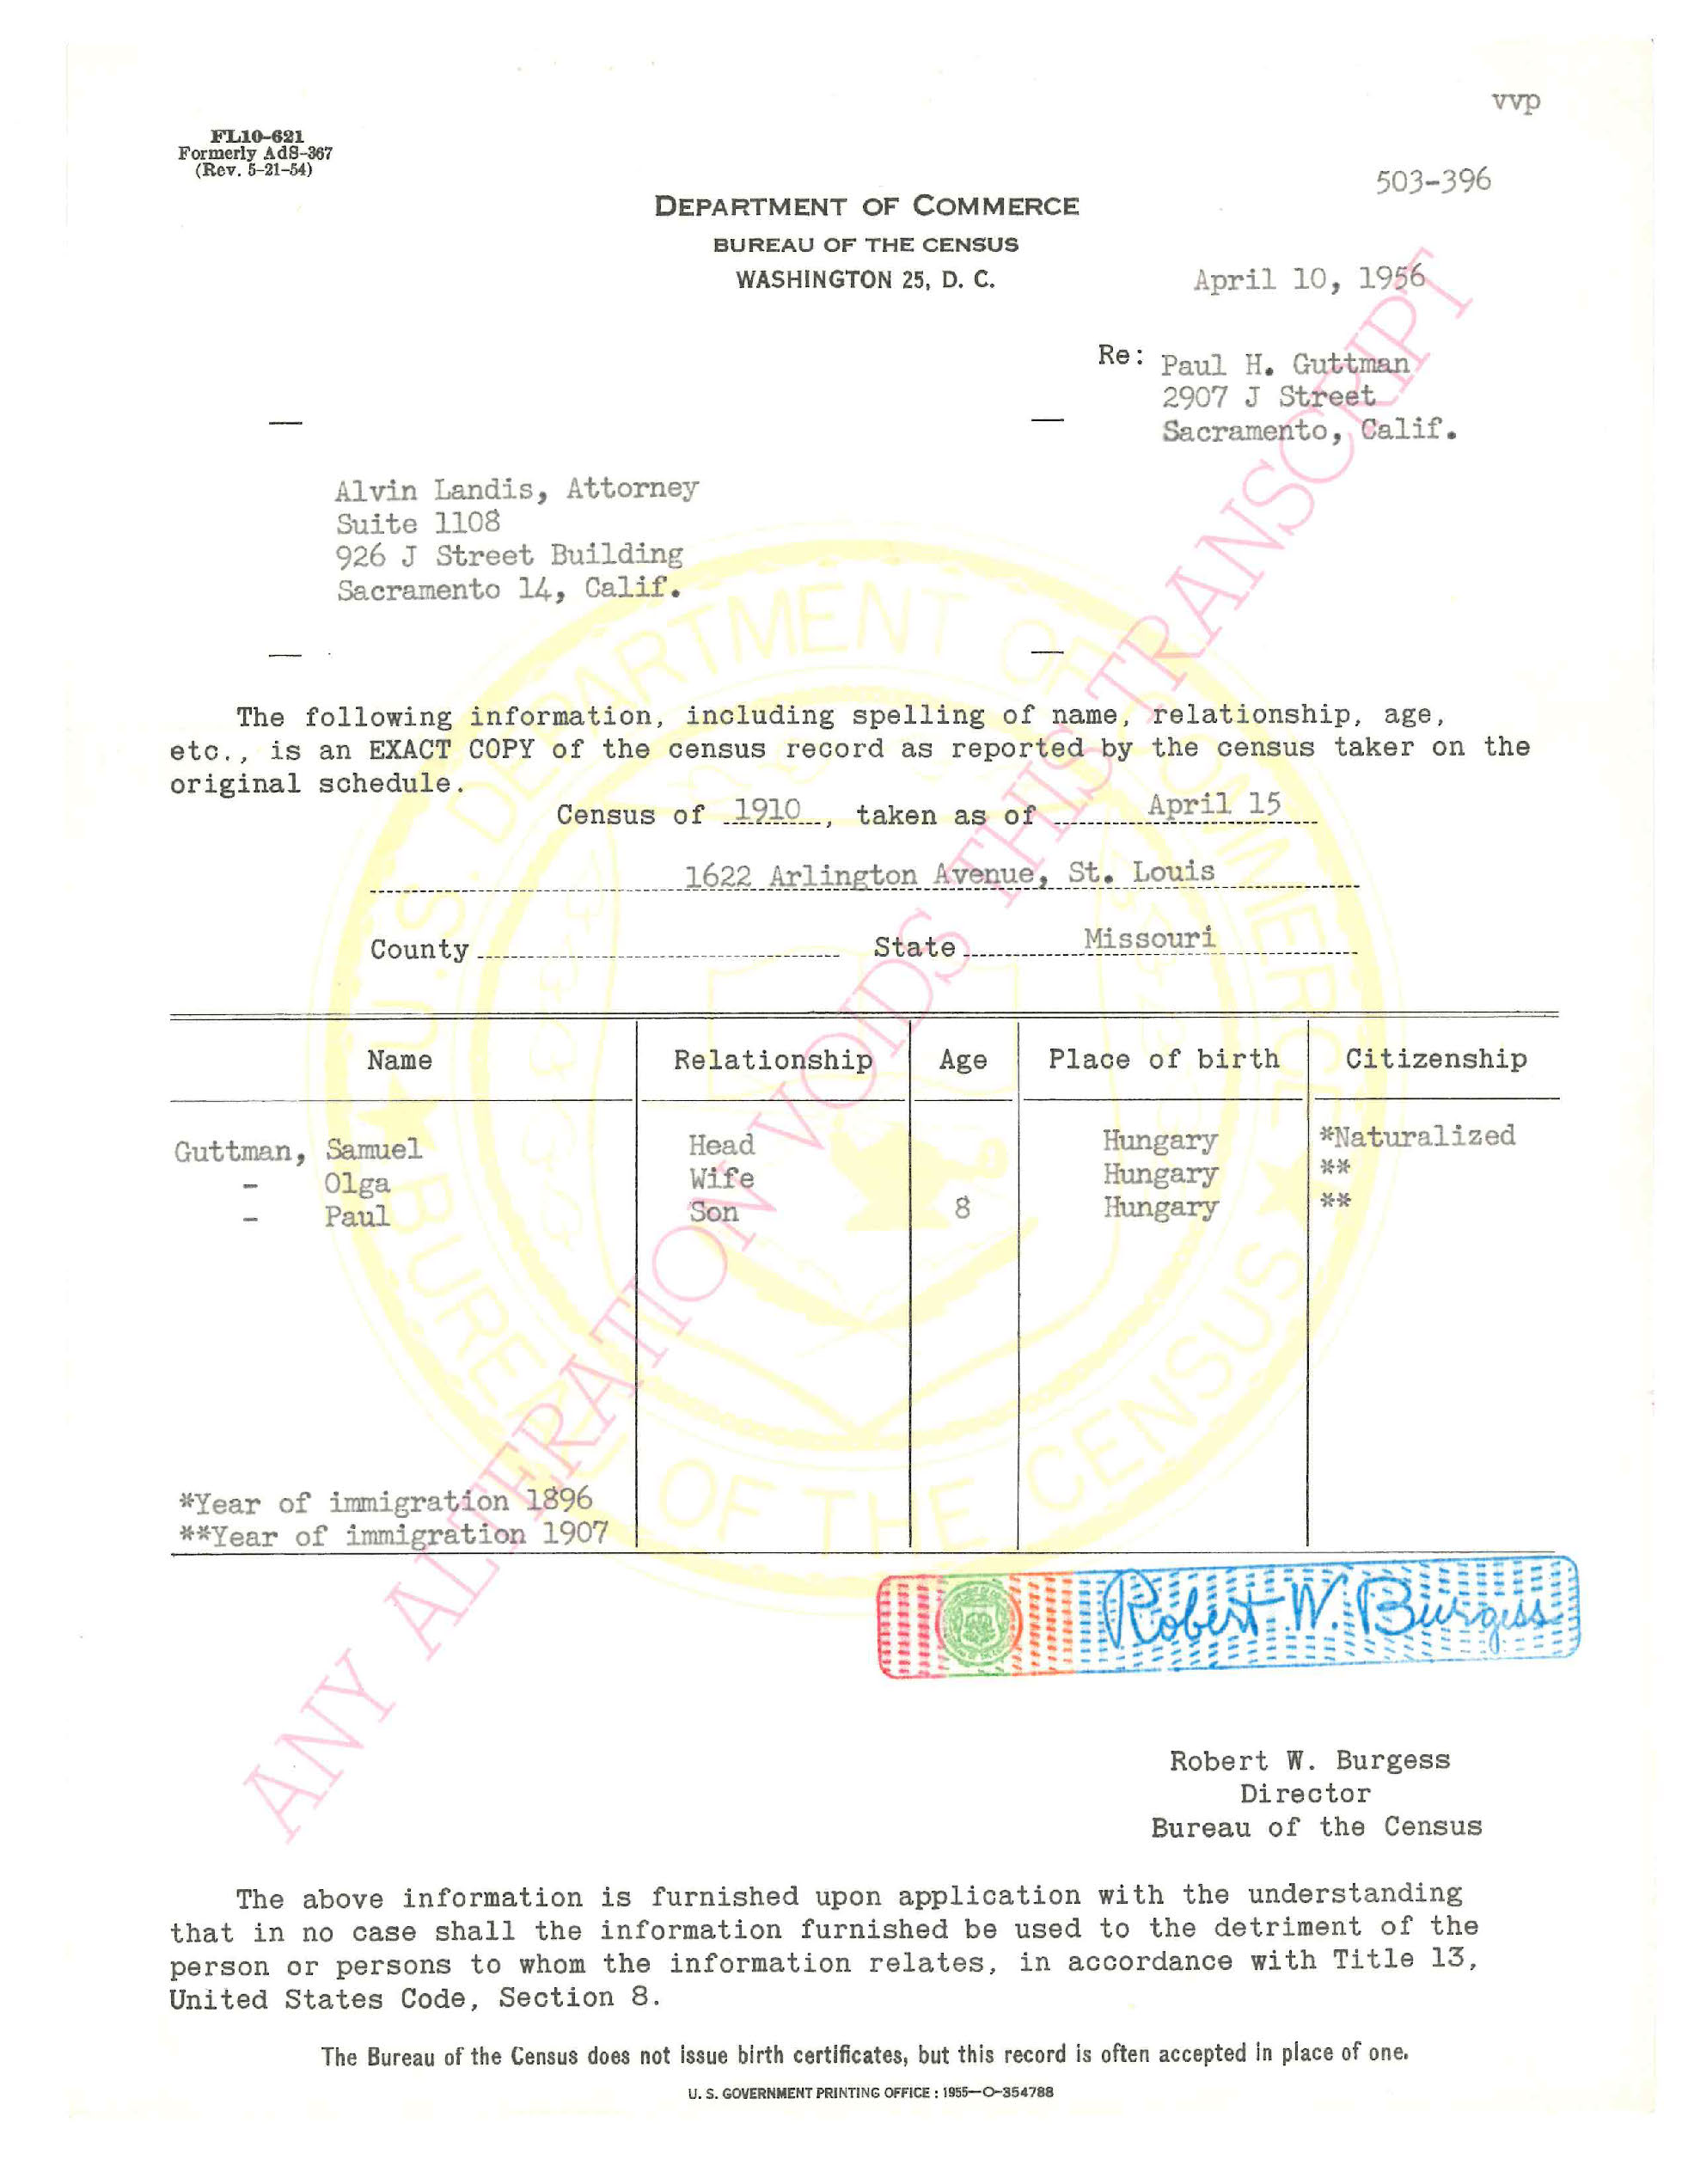 vvp
FL10-621
Formerly AdS-367
(Rev. 5-21-54)
503-396
DEPARTMENT OF COMMERCE
BUREAU OF THE CENSUS
WASHINGTON 25, D. C.
April 10, 1956
Re: Paul H. Guttman
2907 J Street
Sacramento, Calif.
Alvin Landis, Attorney
Suite 1108
926 J Street Building
Sacramento 14, Calif.
The following information, including spelling of name, relationship, age,
etc., is an EXACT COPY of the census record as reported by the census taker on the
original schedule.
Census of 1910, taken as of April 15
1622 Arlington Avenue, St. Louis
County State Missouri
Name Relationship Age Place of birth Citizenship
Guttman, Samuel Head Hungary *Naturalized
- Olga Wife Hungary **
- Paul Son 8 Hungary **
*Year of immigration 1896
**Year of immigration 1907
Robert W. Burgess
Robert W. Burgess
Director
Bureau of the Census
The above information is furnished upon application with the understanding
that in no case shall the information furnished be used to the detriment of the
person or persons to whom the information relates, in accordance with Title 13,
United States Code, Section 8.
The Bureau of the Census does not issue birth certificates, but this record is often accepted in place of one.
U. S. GOVERNMENT PRINTING OFFICE : 1955—O-354788
ANY ALTERATION VOIDS THIS TRANSCRIPT
U.S. DEPARTMENT OF COMMERCE
BUREAU OF THE CENSUS